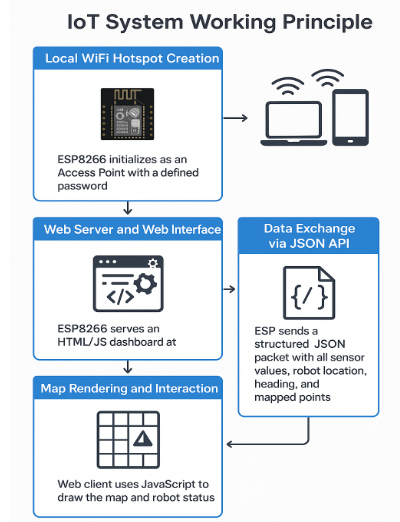 IoT System Working Principle
Local WiFi Hotspot Creation
ESP8266 initializes as an
Access Point with a defined
password
Web Server and Web Interface
</>
ESP8266 serves an
HTML/JS dashboard at
Data Exchange
via JSON API
{/}
ESP sends a
structured JSON
packet with all sensor
values, robot location,
heading, and
mapped points
Map Rendering and Interaction
Web client uses JavaScript to
draw the map and robot status